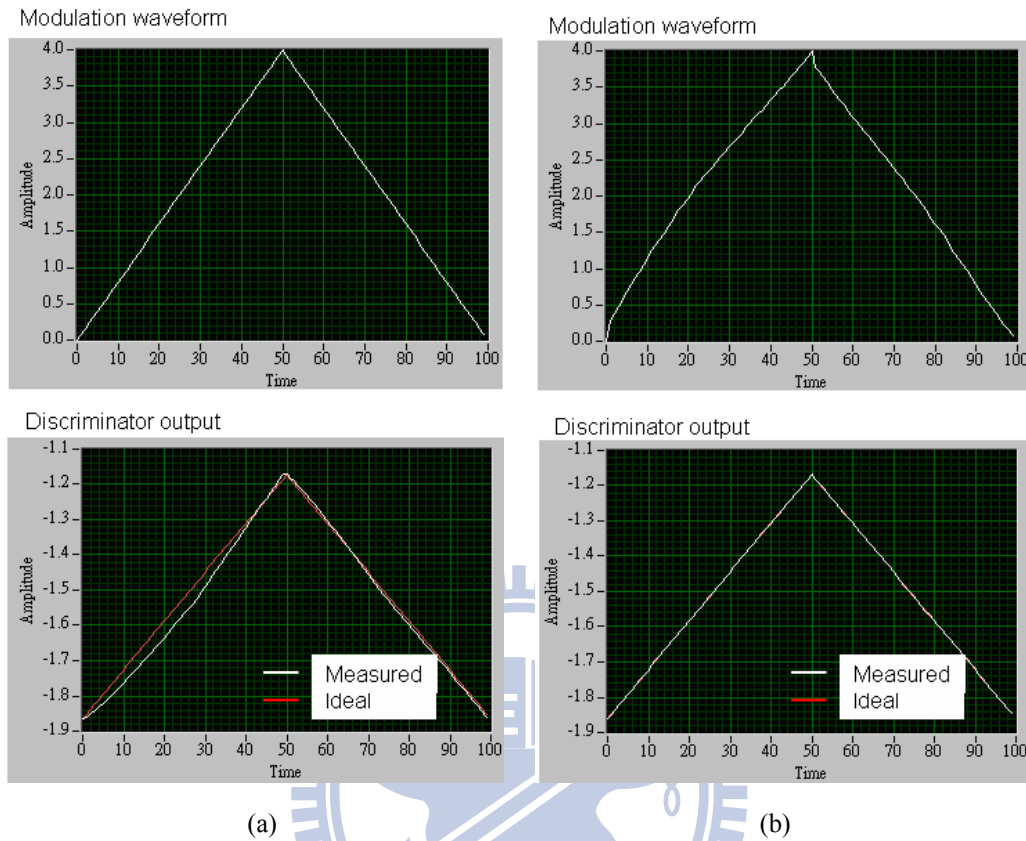 Modulation waveform
4.0
3.5
3.0
2.5
2.0
1.5
1.0
0.5
0.0
Amplitude
0 10 20 30 40 50 60 70 80 90 100
Time
Modulation waveform
4.0
3.5
3.0
2.5
2.0
1.5
1.0
0.5
0.0
Amplitude
0 10 20 30 40 50 60 70 80 90 100
Time
Discriminator output
-1.1
-1.2
-1.3
-1.4
-1.5
-1.6
-1.7
-1.8
-1.9
Amplitude
Measured
Ideal
0 10 20 30 40 50 60 70 80 90 100
Time
(a)
Discriminator output
-1.1
-1.2
-1.3
-1.4
-1.5
-1.6
-1.7
-1.8
-1.9
Amplitude
Measured
Ideal
0 10 20 30 40 50 60 70 80 90 100
Time
(b)